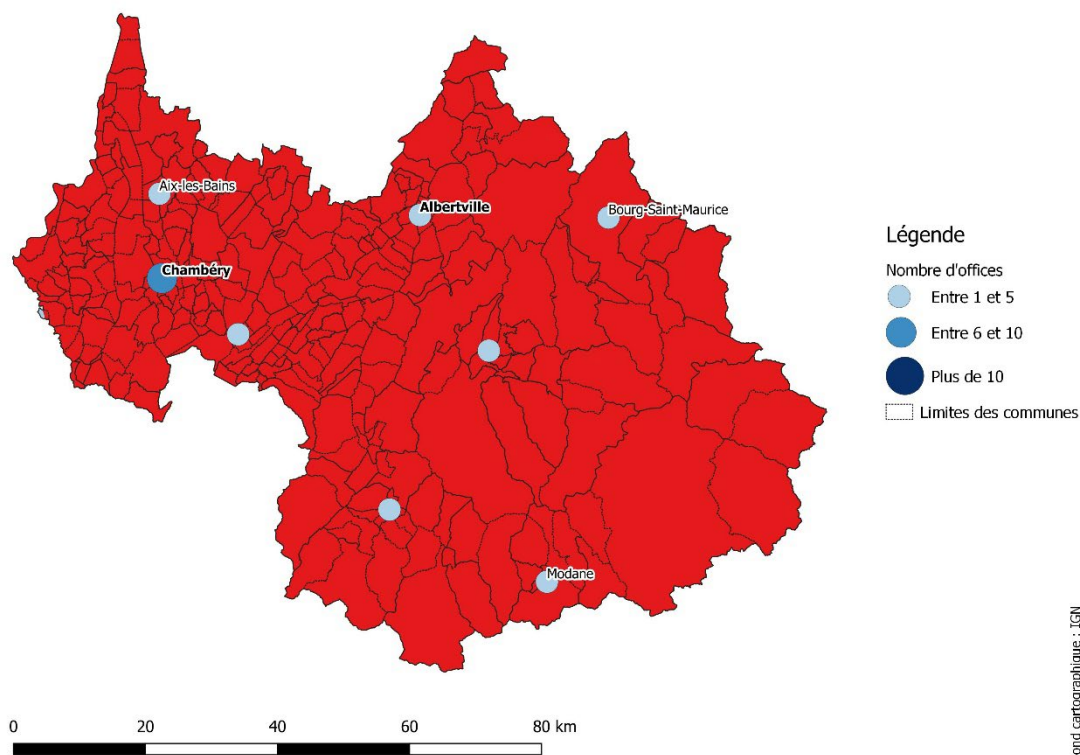 Aix-les-Bains
Albertville
Bourg-Saint-Maurice
Chambéry
Modane
Légende
Nombre d'offices
Entre 1 et 5
Entre 6 et 10
Plus de 10
Limites des communes
0 20 40 60 80 km
ond cartographique : IGN